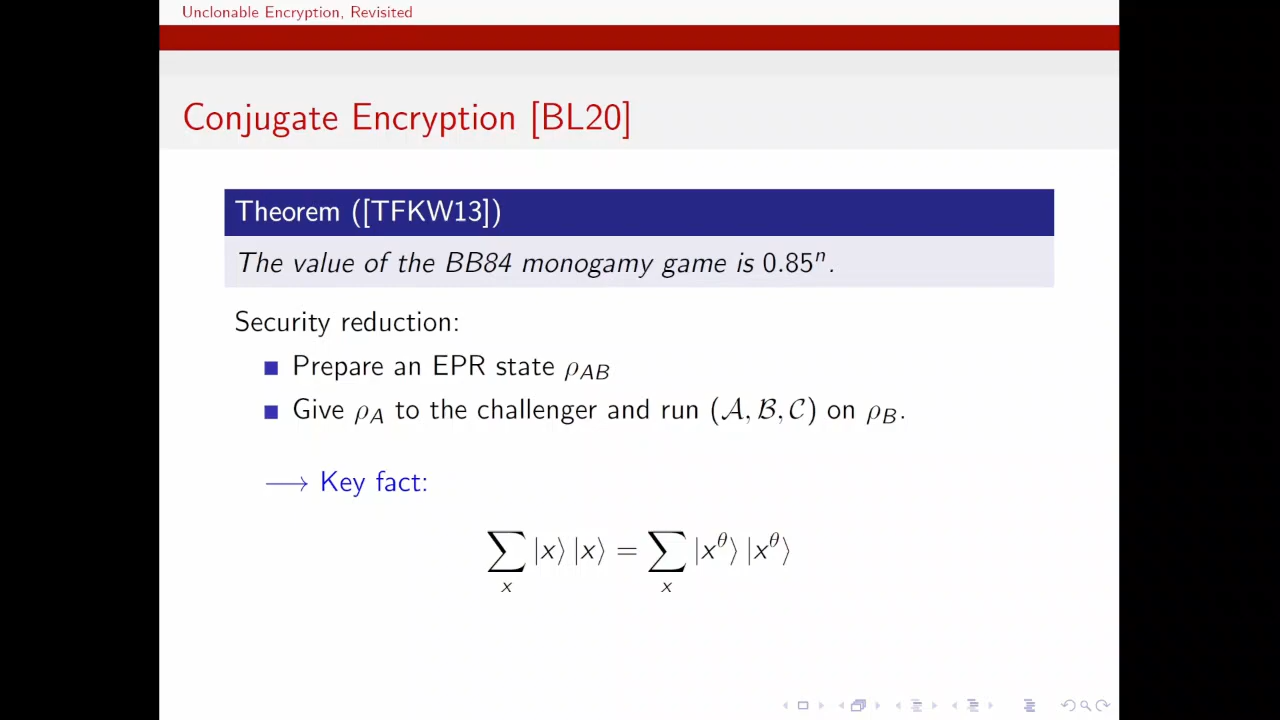 Unclonable Encryption, Revisited
Conjugate Encryption [BL20]
Theorem ([TFKW13])
The value of the BB84 monogamy game is 0.85ⁿ.
Security reduction:
Prepare an EPR state ρ_AB
Give ρ_A to the challenger and run (𝒜, ℬ, 𝒞) on ρ_B.
⟶ Key fact:
∑_x |x⟩ |x⟩ = ∑_x |x^θ⟩ |x^θ⟩